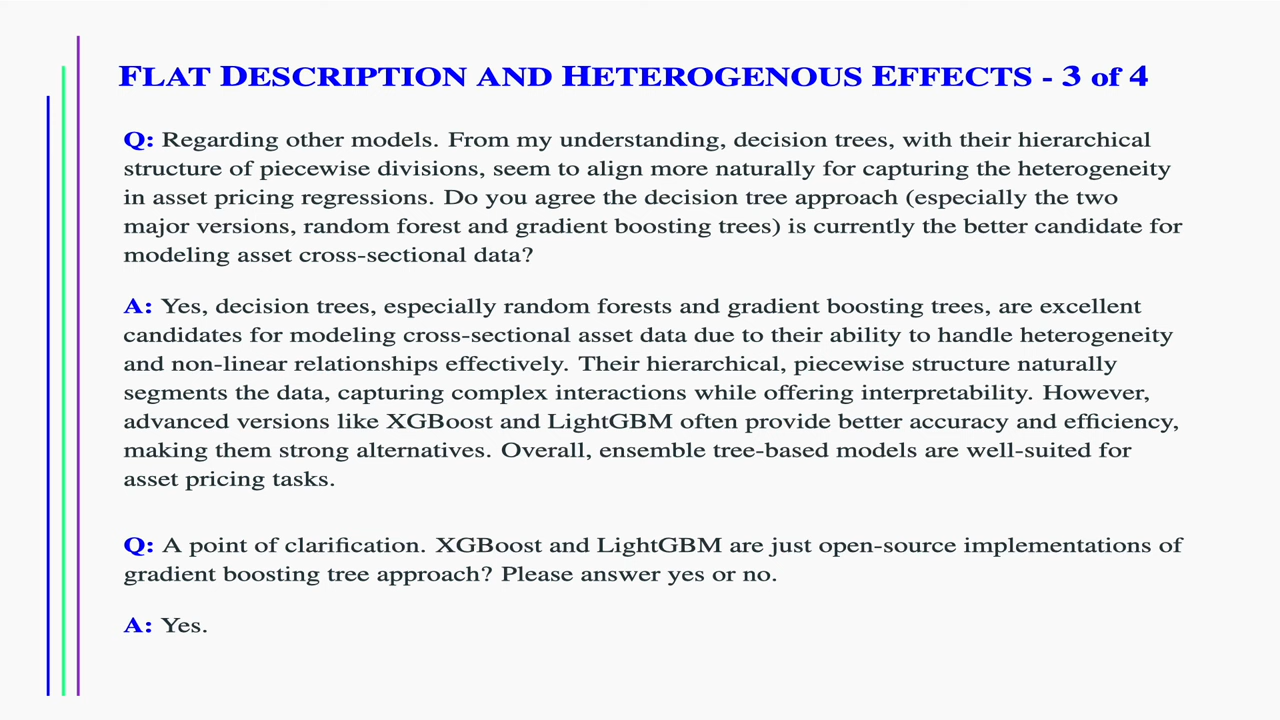 FLAT DESCRIPTION AND HETEROGENOUS EFFECTS - 3 of 4
Q: Regarding other models. From my understanding, decision trees, with their hierarchical
structure of piecewise divisions, seem to align more naturally for capturing the heterogeneity
in asset pricing regressions. Do you agree the decision tree approach (especially the two
major versions, random forest and gradient boosting trees) is currently the better candidate for
modeling asset cross-sectional data?
A: Yes, decision trees, especially random forests and gradient boosting trees, are excellent
candidates for modeling cross-sectional asset data due to their ability to handle heterogeneity
and non-linear relationships effectively. Their hierarchical, piecewise structure naturally
segments the data, capturing complex interactions while offering interpretability. However,
advanced versions like XGBoost and LightGBM often provide better accuracy and efficiency,
making them strong alternatives. Overall, ensemble tree-based models are well-suited for
asset pricing tasks.
Q: A point of clarification. XGBoost and LightGBM are just open-source implementations of
gradient boosting tree approach? Please answer yes or no.
A: Yes.